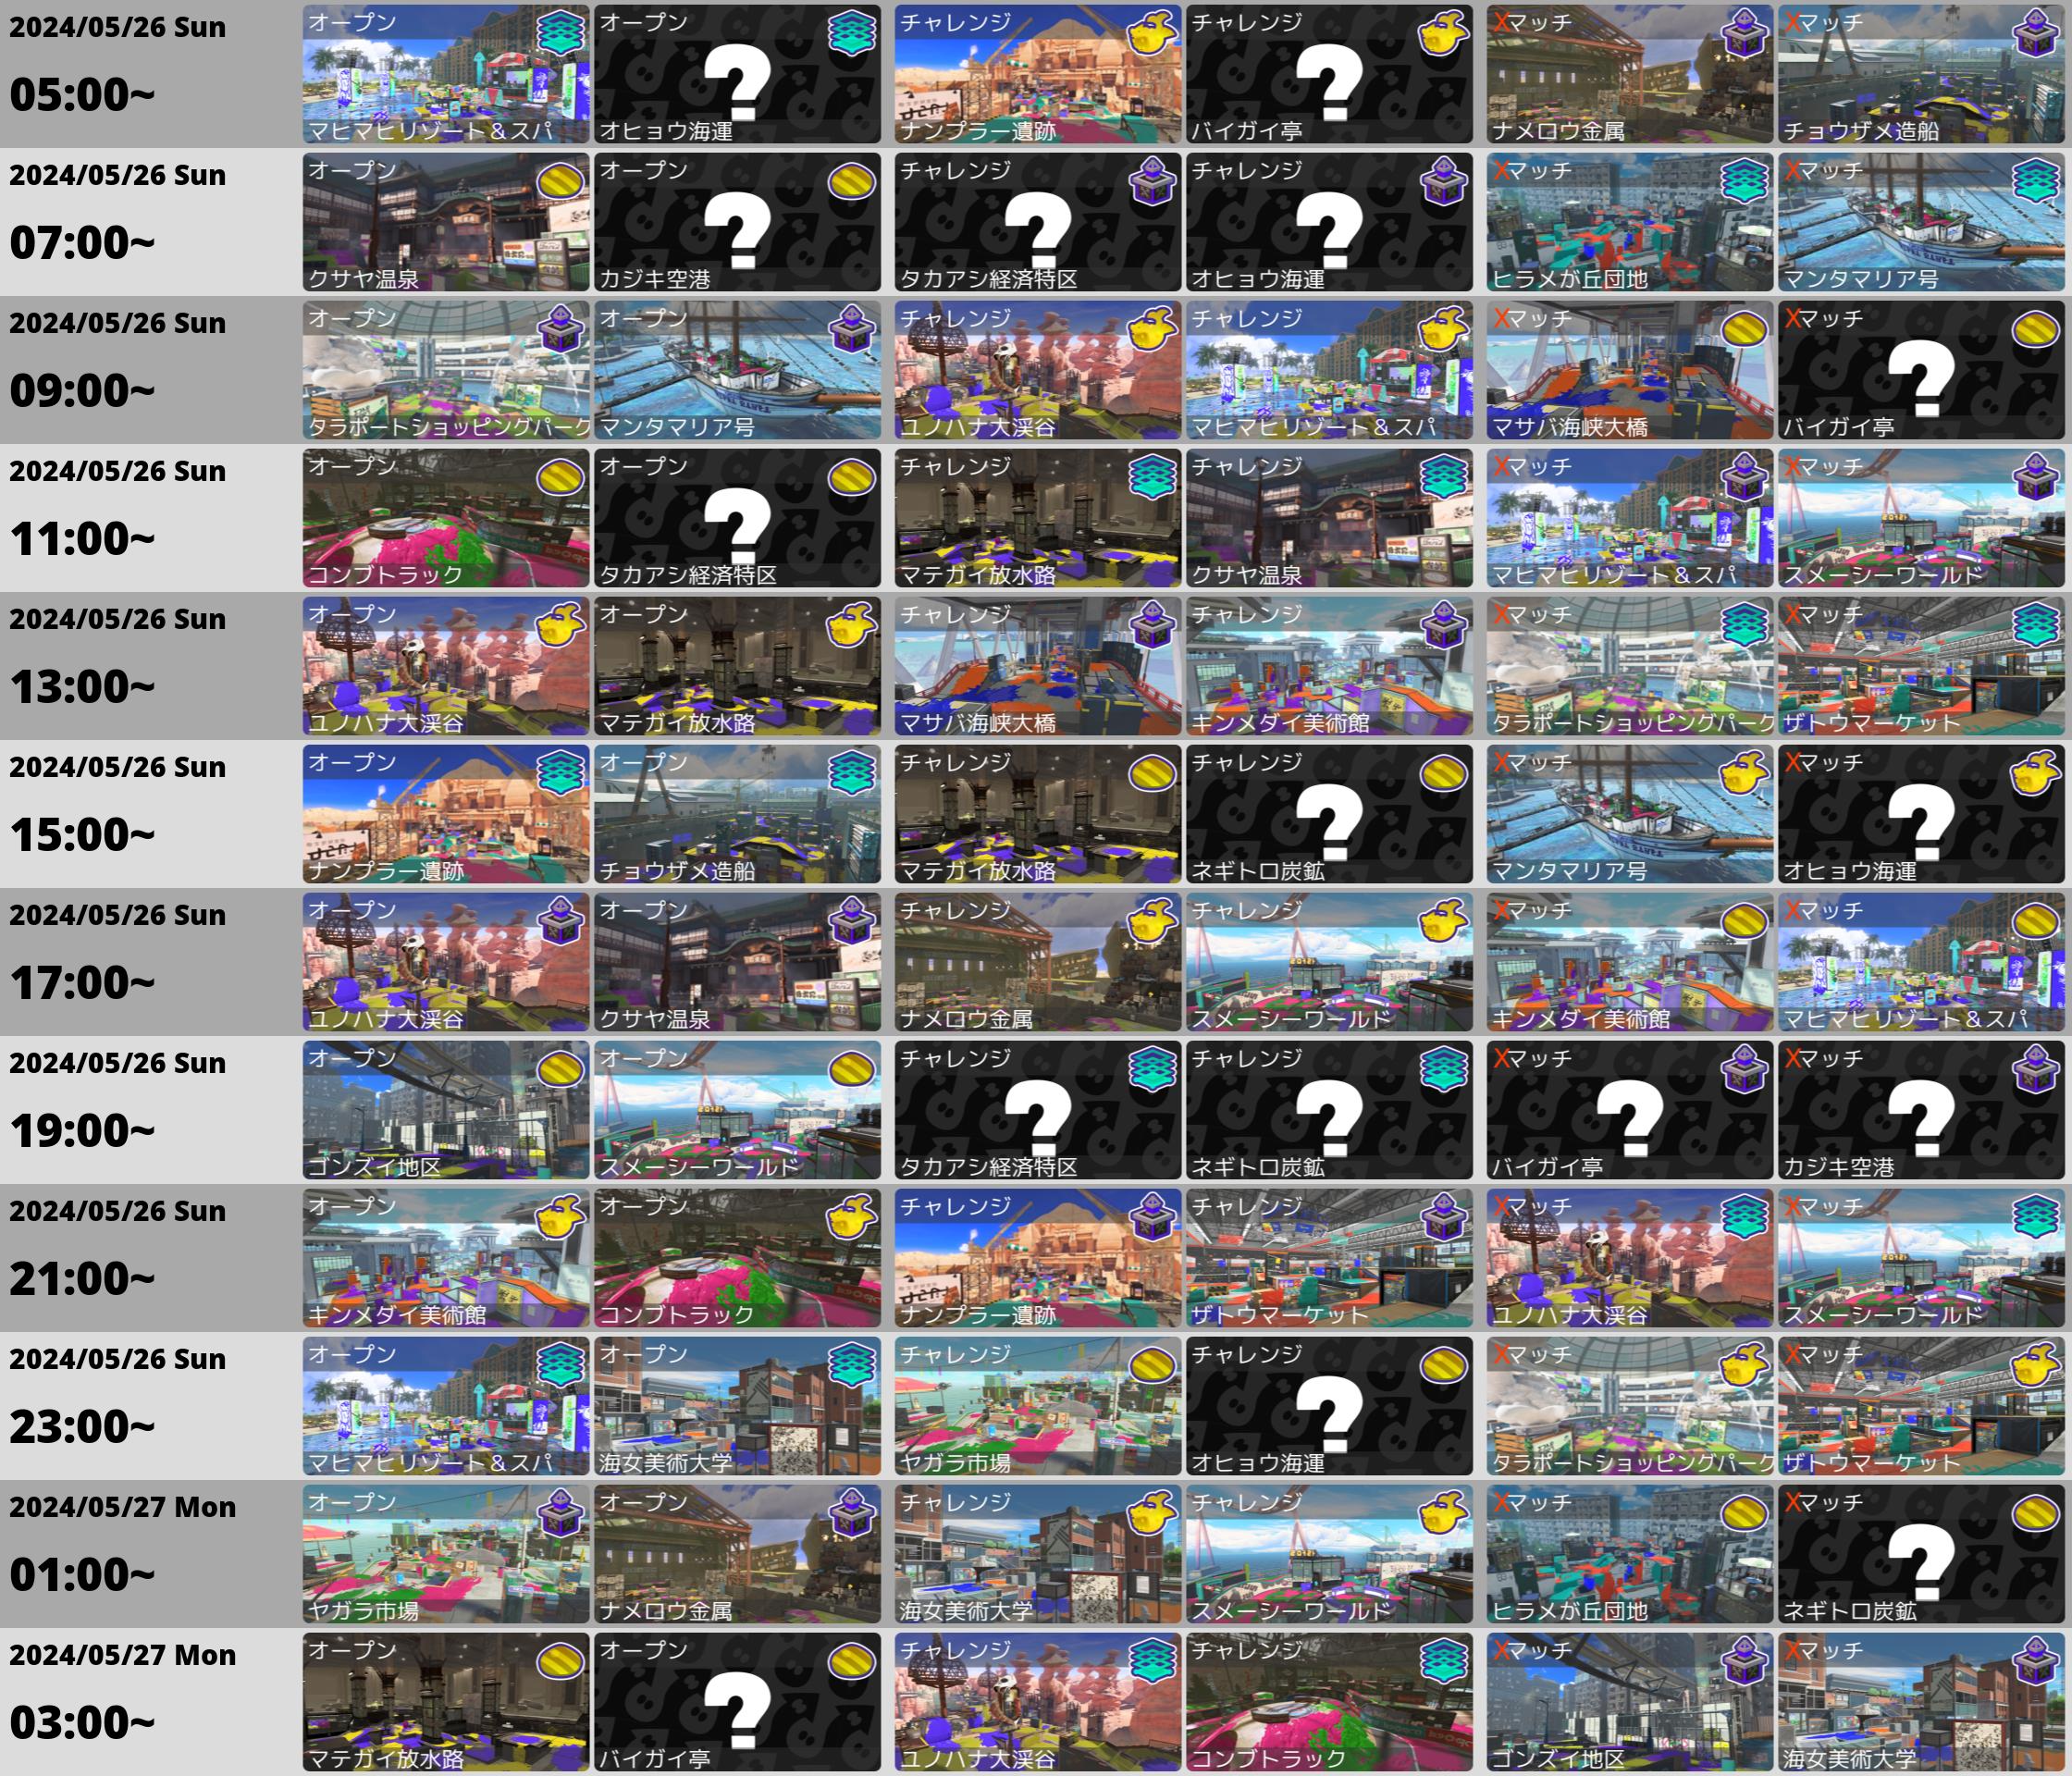 2024/05/26 Sun
05:00~
オープン
マヒマヒリゾート＆スパ
オープン
オヒョウ海運
チャレンジ
ナンプラー遺跡
チャレンジ
バイガイ亭
Xマッチ
ナメロウ金属
Xマッチ
チョウザメ造船
2024/05/26 Sun
07:00~
オープン
クサヤ温泉
オープン
カジキ空港
チャレンジ
タカアシ経済特区
チャレンジ
オヒョウ海運
Xマッチ
ヒラメが丘団地
Xマッチ
マンタマリア号
2024/05/26 Sun
09:00~
オープン
タラポートショッピングパーク
オープン
マンタマリア号
チャレンジ
ユノハナ大渓谷
チャレンジ
マヒマヒリゾート＆スパ
Xマッチ
マサバ海峡大橋
Xマッチ
バイガイ亭
2024/05/26 Sun
11:00~
オープン
コンブトラック
オープン
タカアシ経済特区
チャレンジ
マテガイ放水路
チャレンジ
クサヤ温泉
Xマッチ
マヒマヒリゾート＆スパ
Xマッチ
スメーシーワールド
2024/05/26 Sun
13:00~
オープン
ユノハナ大渓谷
オープン
マテガイ放水路
チャレンジ
マサバ海峡大橋
チャレンジ
キンメダイ美術館
Xマッチ
タラポートショッピングパーク
Xマッチ
ザトウマーケット
2024/05/26 Sun
15:00~
オープン
ナンプラー遺跡
オープン
チョウザメ造船
チャレンジ
マテガイ放水路
チャレンジ
ネギトロ炭鉱
Xマッチ
マンタマリア号
Xマッチ
オヒョウ海運
2024/05/26 Sun
17:00~
オープン
ユノハナ大渓谷
オープン
クサヤ温泉
チャレンジ
ナメロウ金属
チャレンジ
スメーシーワールド
Xマッチ
キンメダイ美術館
Xマッチ
マヒマヒリゾート＆スパ
2024/05/26 Sun
19:00~
オープン
ゴンズイ地区
オープン
スメーシーワールド
チャレンジ
タカアシ経済特区
チャレンジ
ネギトロ炭鉱
Xマッチ
バイガイ亭
Xマッチ
カジキ空港
2024/05/26 Sun
21:00~
オープン
キンメダイ美術館
オープン
コンブトラック
チャレンジ
ナンプラー遺跡
チャレンジ
ザトウマーケット
Xマッチ
ユノハナ大渓谷
Xマッチ
スメーシーワールド
2024/05/26 Sun
23:00~
オープン
マヒマヒリゾート＆スパ
オープン
海女美術大学
チャレンジ
ヤガラ市場
チャレンジ
オヒョウ海運
Xマッチ
タラポートショッピングパーク
Xマッチ
ザトウマーケット
2024/05/27 Mon
01:00~
オープン
ヤガラ市場
オープン
ナメロウ金属
チャレンジ
海女美術大学
チャレンジ
スメーシーワールド
Xマッチ
ヒラメが丘団地
Xマッチ
ネギトロ炭鉱
2024/05/27 Mon
03:00~
オープン
マテガイ放水路
オープン
バイガイ亭
チャレンジ
ユノハナ大渓谷
チャレンジ
コンブトラック
Xマッチ
ゴンズイ地区
Xマッチ
海女美術大学